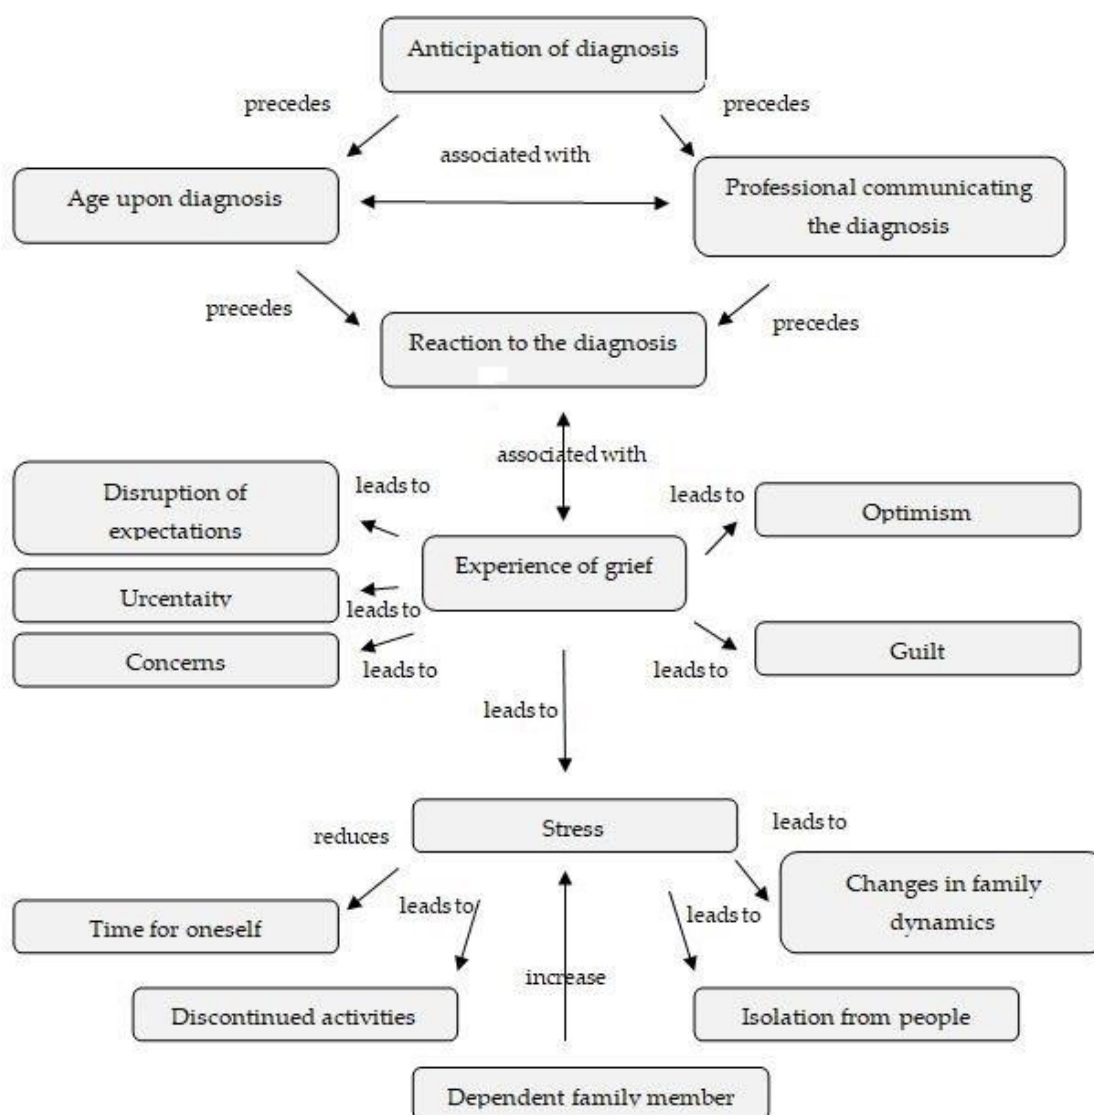 Anticipation of diagnosis
precedes
precedes
associated with
Age upon diagnosis
Professional communicating
the diagnosis
precedes
precedes
Reaction to the diagnosis
associated with
Disruption of
expectations
leads to
leads to
Optimism
Experience of grief
Urcentaity
leads to
Concerns
leads to
leads to
Guilt
leads to
Stress
reduces
leads to
Changes in family
dynamics
Time for oneself
leads to
leads to
increase
Discontinued activities
Isolation from people
Dependent family member